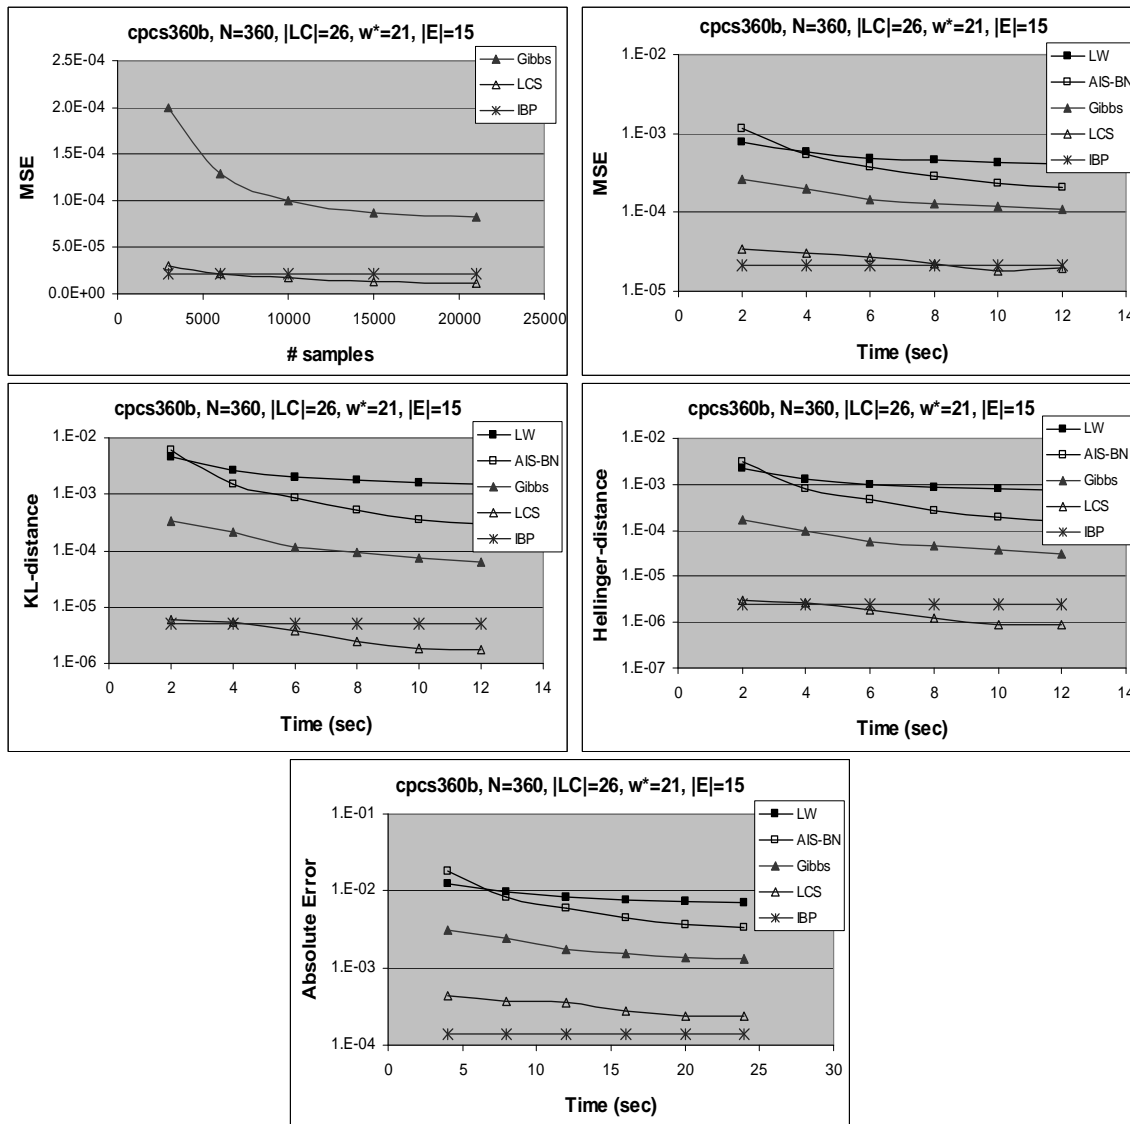 cpcs360b, N=360, |LC|=26, w*=21, |E|=15
2.5E-04
2.0E-04
1.5E-04
1.0E-04
5.0E-05
0.0E+00
MSE
0 5000 10000 15000 20000 25000
# samples
Gibbs
LCS
IBP
cpcs360b, N=360, |LC|=26, w*=21, |E|=15
1.E-02
1.E-03
1.E-04
1.E-05
MSE
0 2 4 6 8 10 12 14
Time (sec)
LW
AIS-BN
Gibbs
LCS
IBP
cpcs360b, N=360, |LC|=26, w*=21, |E|=15
1.E-02
1.E-03
1.E-04
1.E-05
1.E-06
KL-distance
0 2 4 6 8 10 12 14
Time (sec)
LW
AIS-BN
Gibbs
LCS
IBP
cpcs360b, N=360, |LC|=26, w*=21, |E|=15
1.E-02
1.E-03
1.E-04
1.E-05
1.E-06
1.E-07
Hellinger-distance
0 2 4 6 8 10 12 14
Time (sec)
LW
AIS-BN
Gibbs
LCS
IBP
cpcs360b, N=360, |LC|=26, w*=21, |E|=15
1.E-01
1.E-02
1.E-03
1.E-04
Absolute Error
0 5 10 15 20 25 30
Time (sec)
LW
AIS-BN
Gibbs
LCS
IBP